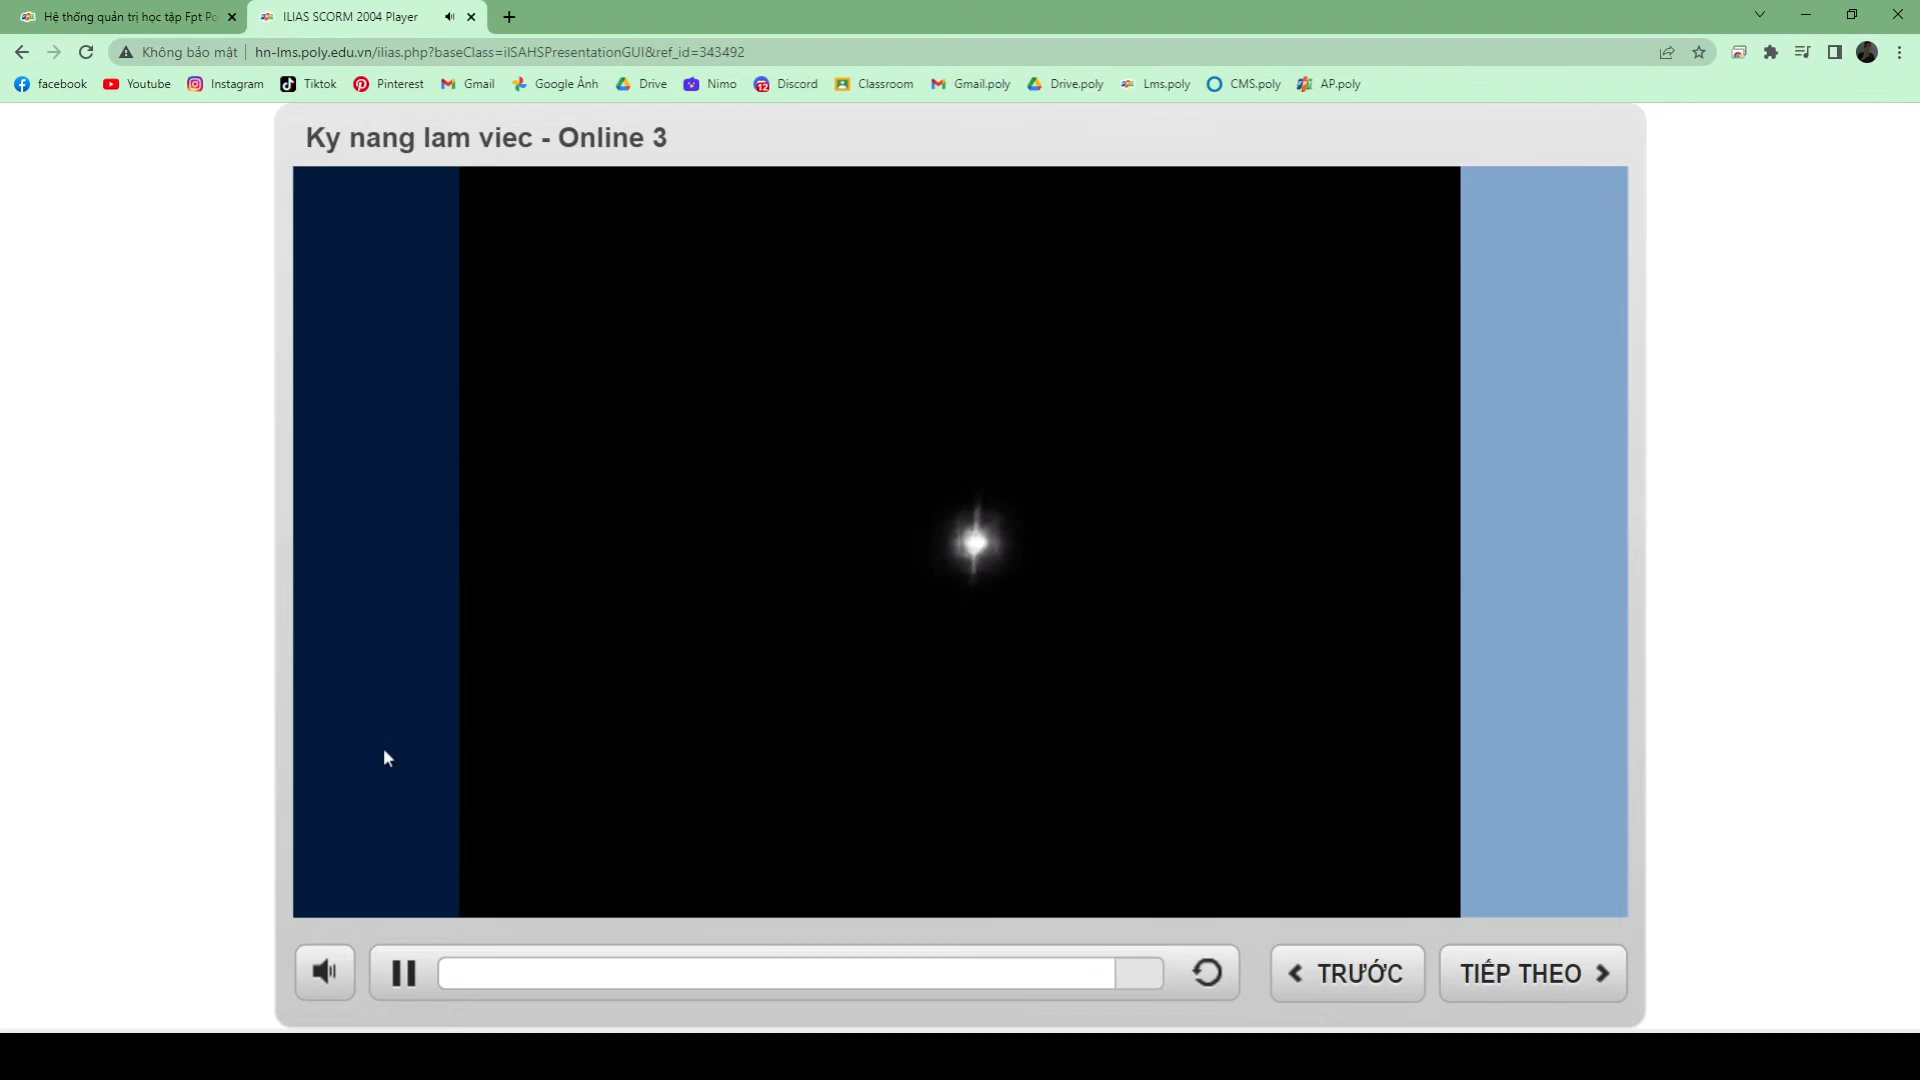 Hệ thống quản trị học tập Fpt Po
ILIAS SCORM 2004 Player
Không bảo mật
hn-lms.poly.edu.vn/ilias.php?baseClass=ilSAHSPresentationGUI&ref_id=343492
facebook
Youtube
Instagram
Tiktok
Pinterest
Gmail
Google Ảnh
Drive
Nimo
12
Discord
Classroom
Gmail.poly
Drive.poly
Lms.poly
CMS.poly
AP.poly
Ky nang lam viec - Online 3
TRƯỚC
TIẾP THEO